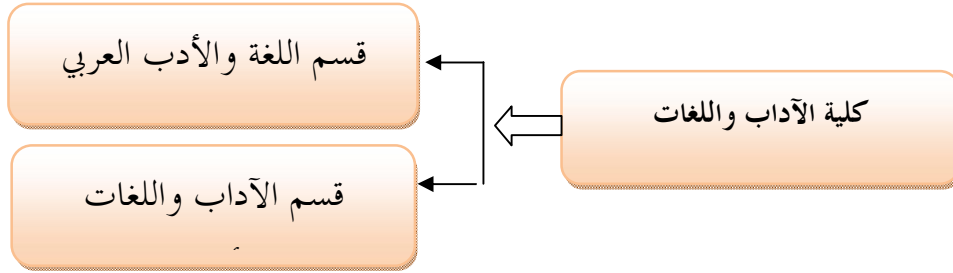 كلية الآداب واللغات
قسم اللغة والأدب العربي
قسم الآداب واللغات